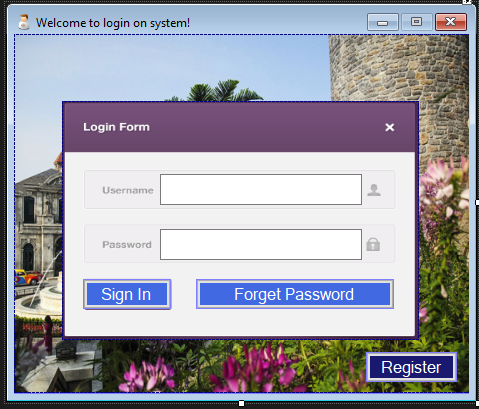 Welcome to login on system!
Login Form
Username
Password
Sign In
Forget Password
Register